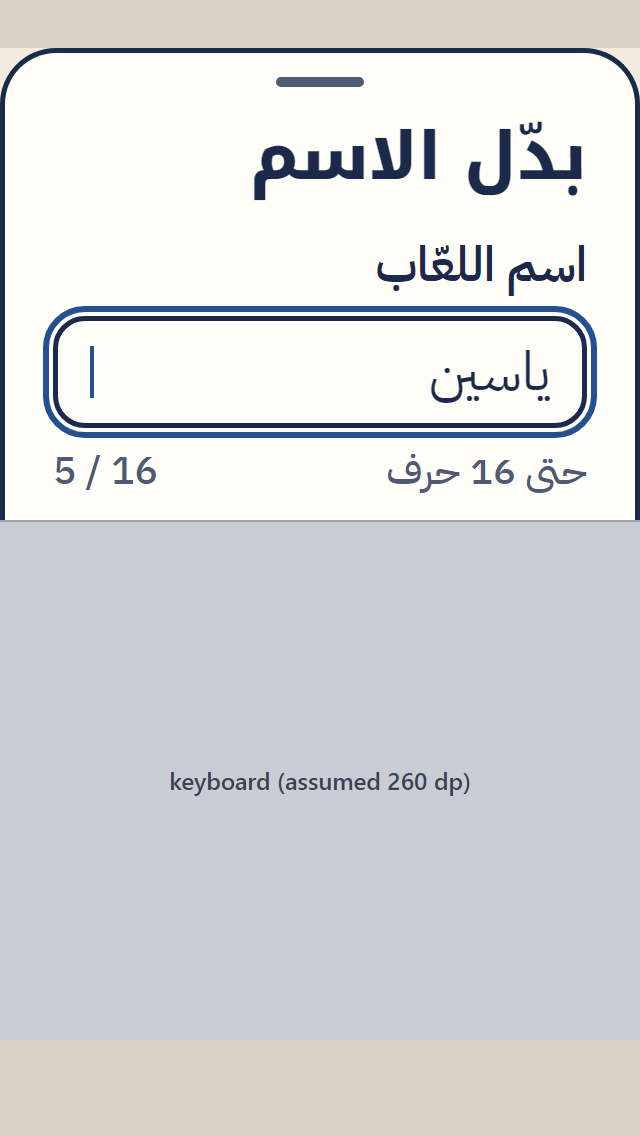 بدّل الاسم
اسم اللعّاب
ياسين
حتى 16 حرف
5 / 16
keyboard (assumed 260 dp)